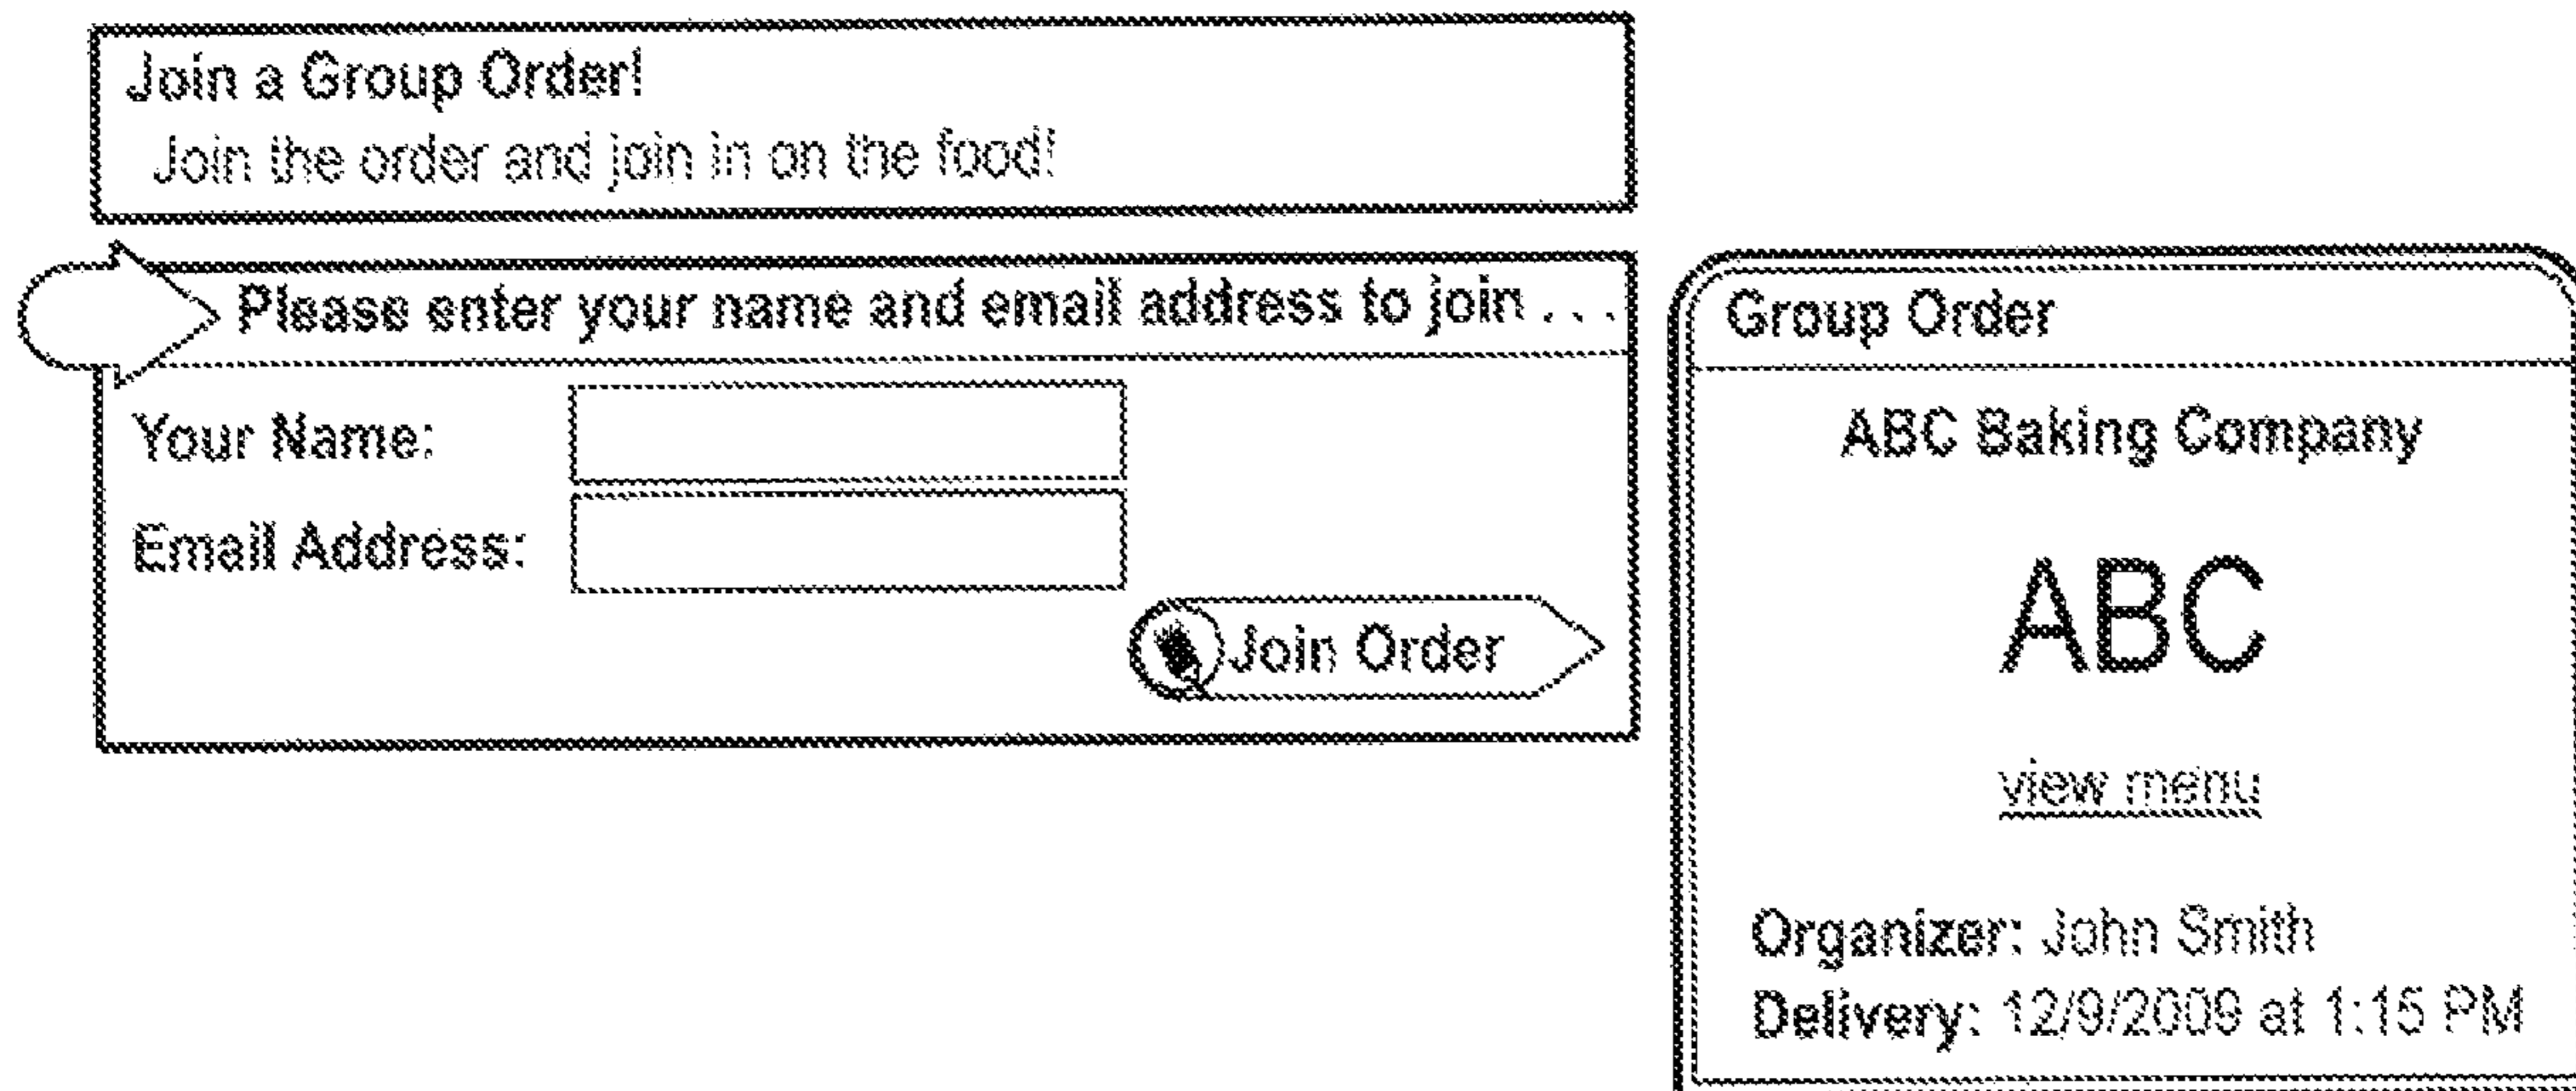 Join a Group Order!
Join the order and join in on the food!
Please enter your name and email address to join . . .
Your Name:
Email Address:
Join Order
Group Order
ABC Baking Company
ABC
view menu
Organizer: John Smith
Delivery: 12/9/2009 at 1:15 PM